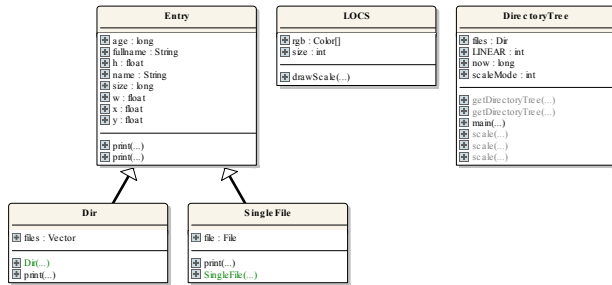 Entry
age : long
fullname : String
h : float
name : String
size : long
w : float
x : float
y : float
print(...)
print(...)
LOCS
rgb : Color[]
size : int
drawScale(...)
DirectoryTree
files : Dir
LINEAR : int
now : long
scaleMode : int
getDirectoryTree(...)
getDirectoryTree(...)
main(...)
scale(...)
scale(...)
scale(...)
Dir
files : Vector
Dir(...)
print(...)
SingleFile
file : File
print(...)
SingleFile(...)